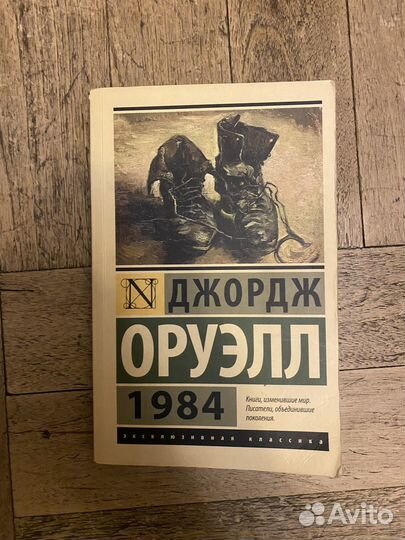 N
ДЖОРДЖ
ОРУЭЛЛ
1984
Книги, изменившие мир.
Писатели, объединившие
поколения.
эксклюзивная классика
Avito